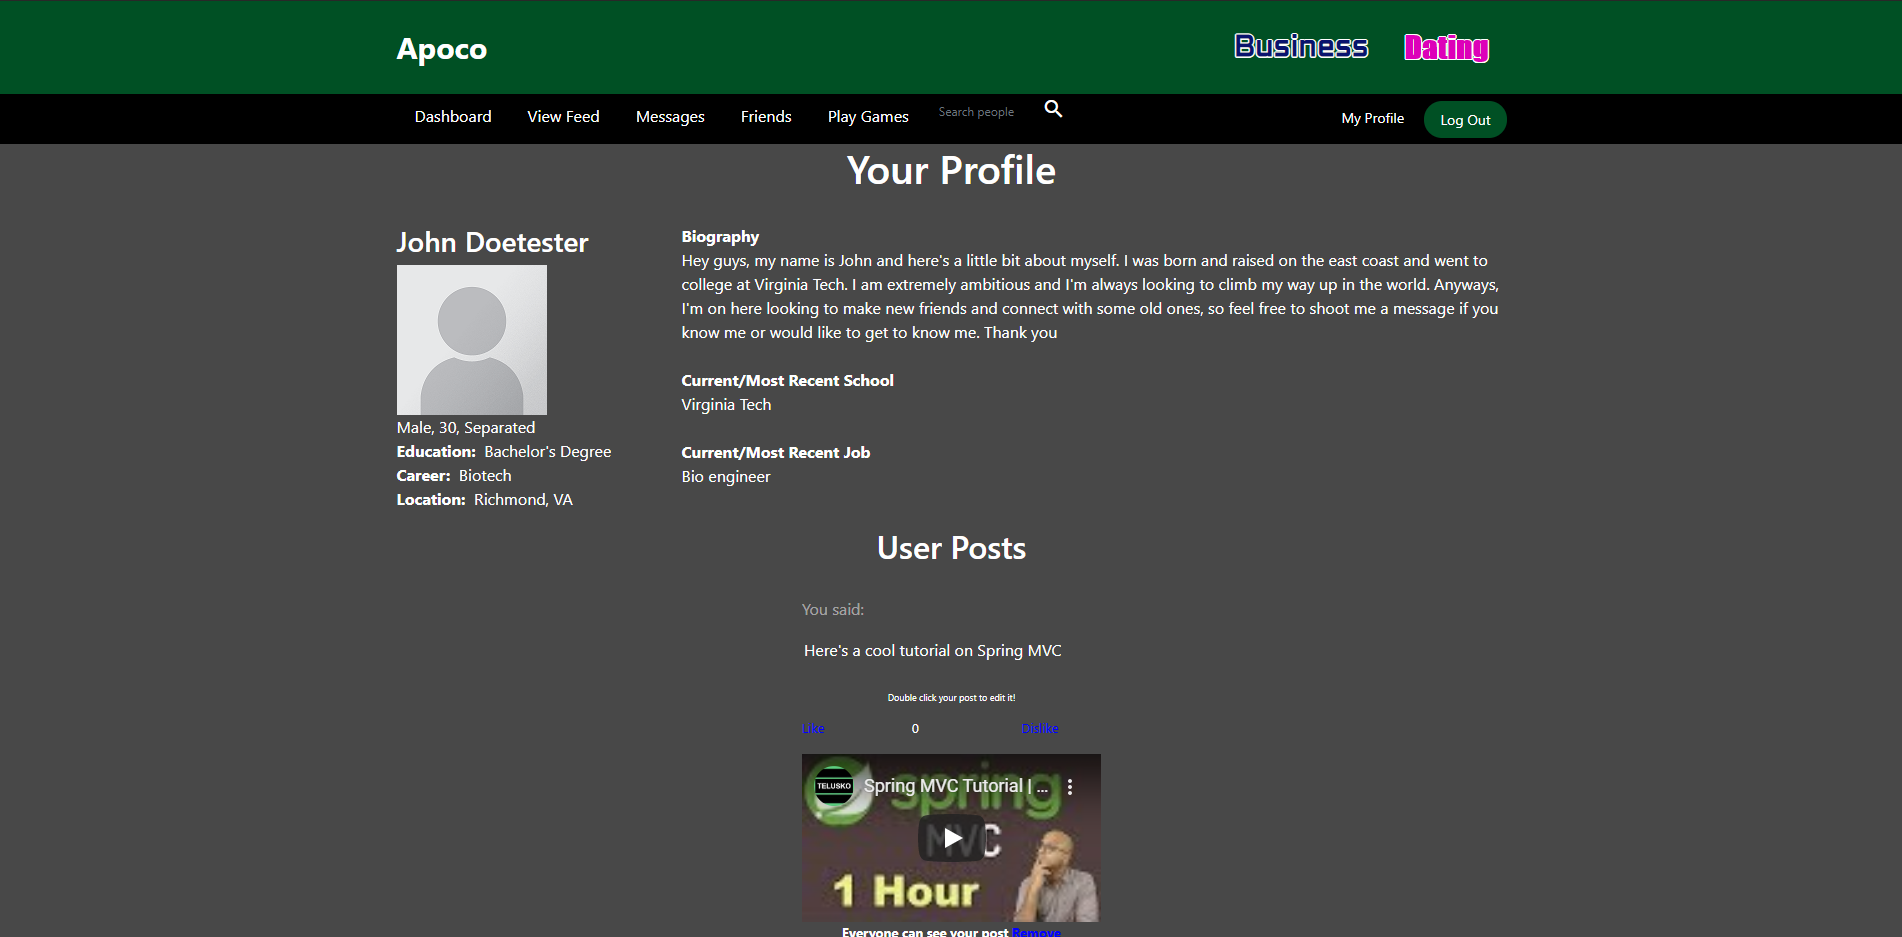 Apoco
Business
Dating
Dashboard
View Feed
Messages
Friends
Play Games
Search people
My Profile
Log Out
Your Profile
John Doetester
Male, 30, Separated
Education: Bachelor's Degree
Career: Biotech
Location: Richmond, VA
Biography
Hey guys, my name is John and here's a little bit about myself. I was born and raised on the east coast and went to
college at Virginia Tech. I am extremely ambitious and I'm always looking to climb my way up in the world. Anyways,
I'm on here looking to make new friends and connect with some old ones, so feel free to shoot me a message if you
know me or would like to get to know me. Thank you
Current/Most Recent School
Virginia Tech
Current/Most Recent Job
Bio engineer
User Posts
You said:
Here's a cool tutorial on Spring MVC
Double click your post to edit it!
Like
0
Dislike
TELUSKO
Spring MVC Tutorial | ...
spring
MVC
1 Hour
Everyone can see your post Remove